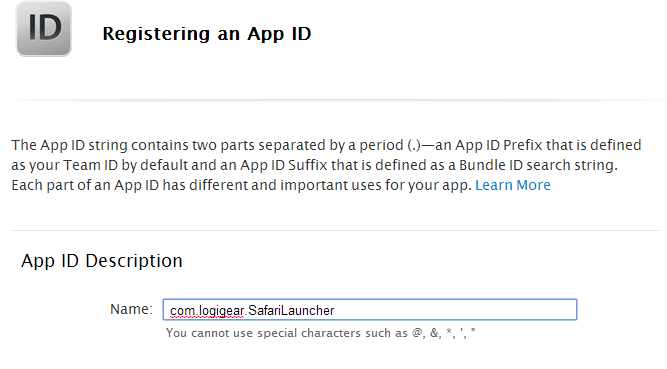 ID
Registering an App ID
The App ID string contains two parts separated by a period (.)—an App ID Prefix that is defined
as your Team ID by default and an App ID Suffix that is defined as a Bundle ID search string.
Each part of an App ID has different and important uses for your app. Learn More
App ID Description
Name: com.logigear.SafariLauncher
You cannot use special characters such as @, &, *, ', "